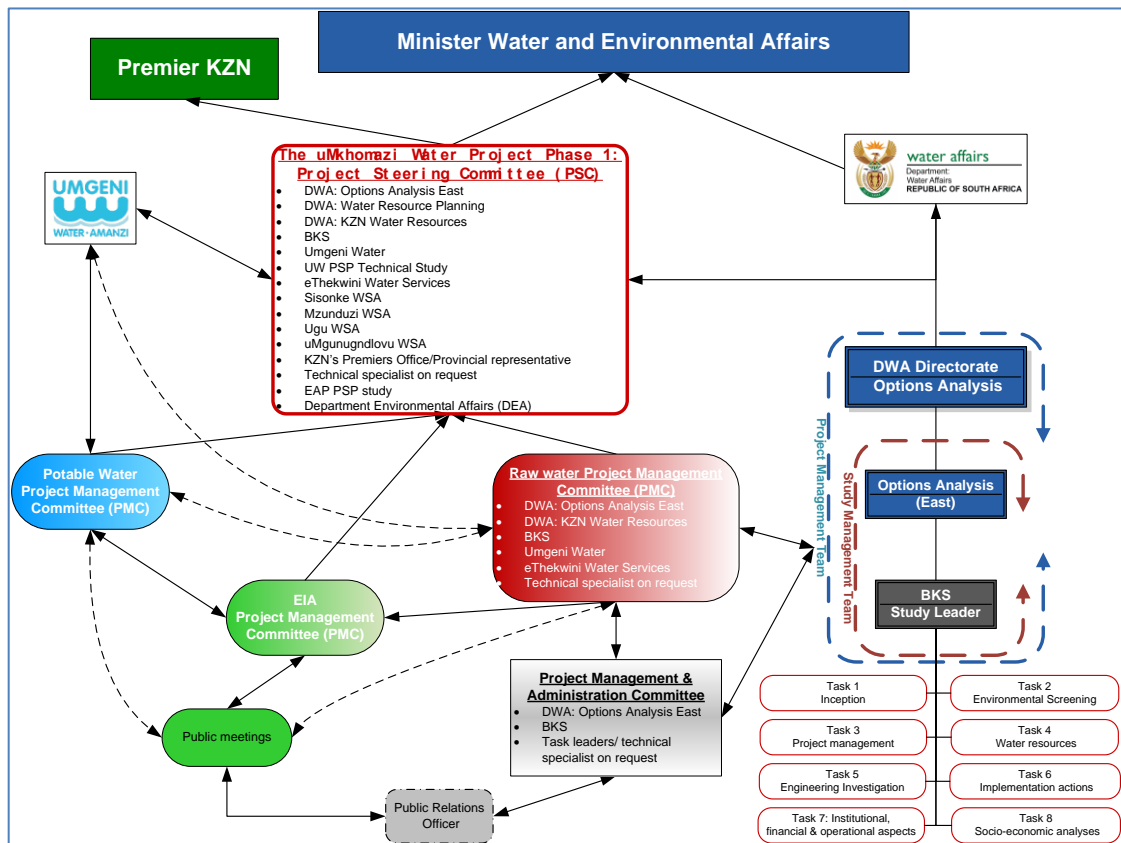 Minister Water and Environmental Affairs
Premier KZN
The uMkhomazi Water Project Phase 1:
Project Steering Committee (PSC)
• DWA: Options Analysis East
• DWA: Water Resource Planning
• DWA: KZN Water Resources
• BKS
• Umgeni Water
• UW PSP Technical Study
• eThekwini Water Services
• Sisonke WSA
• Mzunduzi WSA
• Ugu WSA
• uMgunugndlovu WSA
• KZN's Premiers Office/Provincial representative
• Technical specialist on request
• EAP PSP study
• Department Environmental Affairs (DEA)
UMGENI
WATER•AMANZI
water affairs
Department:
Water Affairs
REPUBLIC OF SOUTH AFRICA
DWA Directorate
Options Analysis
Project Management Team
Study Management Team
Options Analysis
(East)
BKS
Study Leader
Potable Water
Project Management
Committee (PMC)
Raw water Project Management
Committee (PMC)
• DWA: Options Analysis East
• DWA: KZN Water Resources
• BKS
• Umgeni Water
• eThekwini Water Services
• Technical specialist on request
EIA
Project Management
Committee (PMC)
Project Management &
Administration Committee
• DWA: Options Analysis East
• BKS
• Task leaders/ technical
specialist on request
Public meetings
Public Relations
Officer
Task 1
Inception
Task 2
Environmental Screening
Task 3
Project management
Task 4
Water resources
Task 5
Engineering Investigation
Task 6
Implementation actions
Task 7: Institutional,
financial & operational aspects
Task 8
Socio-economic analyses